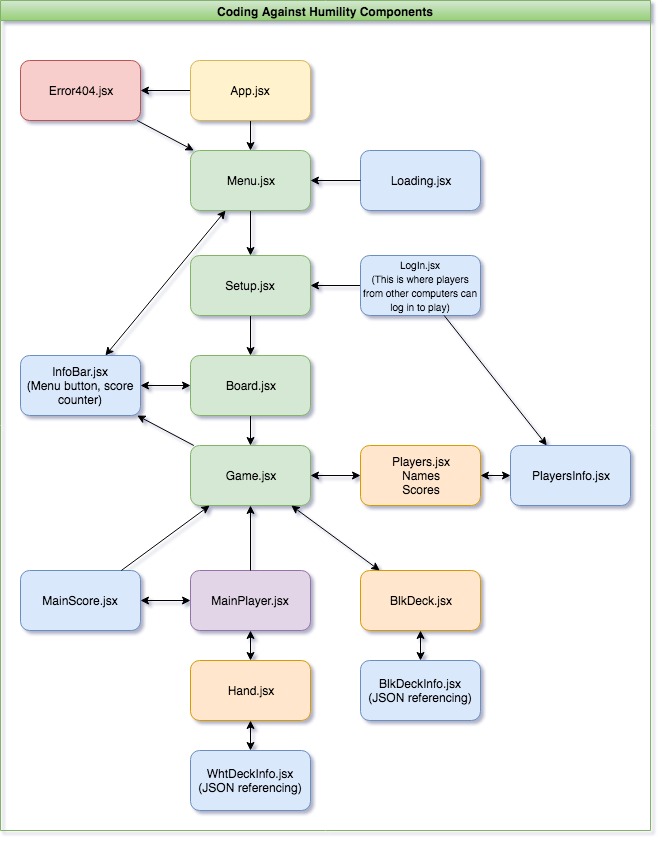 Coding Against Humility Components
Error404.jsx
App.jsx
Menu.jsx
Loading.jsx
Setup.jsx
LogIn.jsx
(This is where players
from other computers can
log in to play)
InfoBar.jsx
(Menu button, score
counter)
Board.jsx
Game.jsx
Players.jsx
Names
Scores
PlayersInfo.jsx
MainScore.jsx
MainPlayer.jsx
BlkDeck.jsx
Hand.jsx
BlkDeckInfo.jsx
(JSON referencing)
WhtDeckInfo.jsx
(JSON referencing)